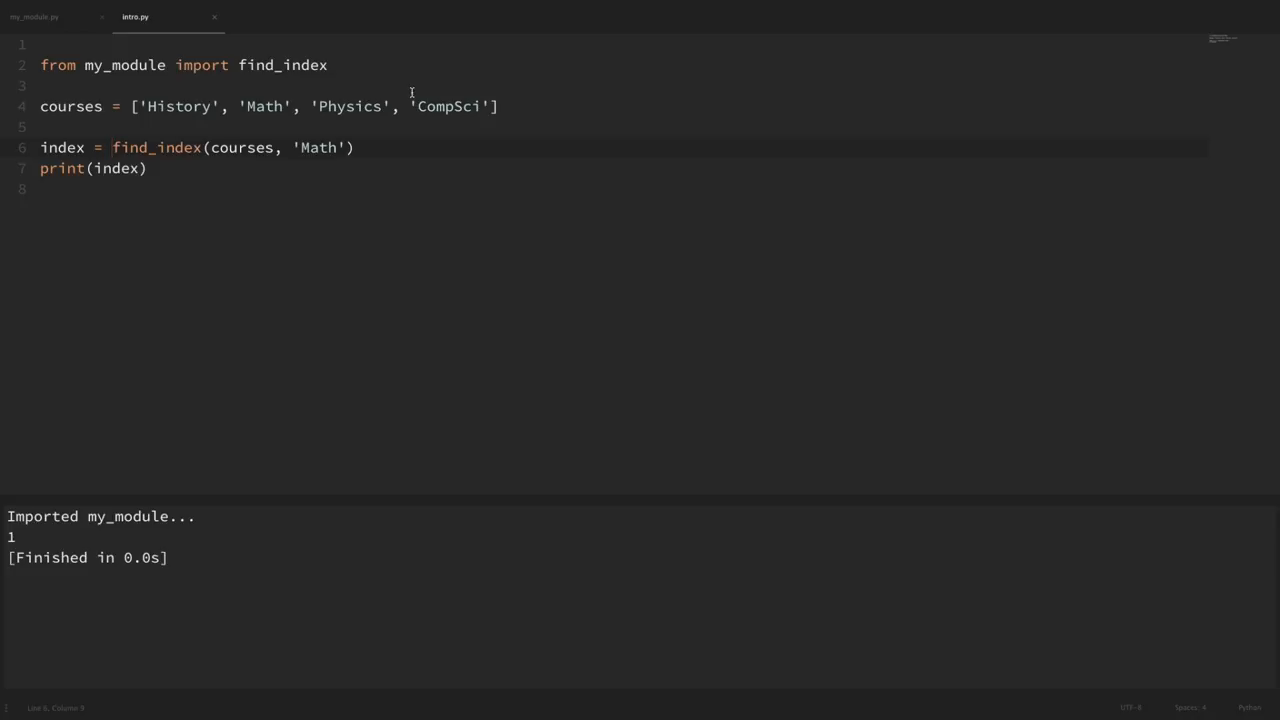 my_module.py × intro.py ×
1
2 from my_module import find_index
3
4 courses = ['History', 'Math', 'Physics', 'CompSci']
5
6 index = find_index(courses, 'Math')
7 print(index)
8
Imported my_module...
1
[Finished in 0.0s]
Line 6, Column 9 UTF-8 Spaces: 4 Python